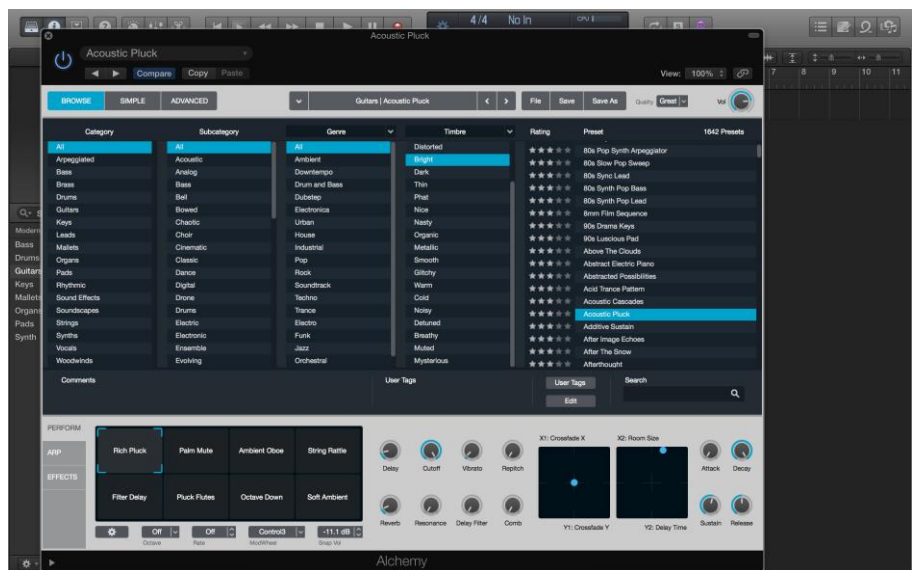 4/4 No In CPU
Acoustic Pluck
Acoustic Pluck
Compare Copy Paste View: 100%
7 8 9 10 11
BROWSE SIMPLE ADVANCED Guitars | Acoustic Pluck File Save Save As Quality Great Vol
Category Subcategory Genre Timbre Rating Preset 1642 Presets
All All All Distorted 80s Pop Synth Arpeggiator
Arpeggiated Acoustic Ambient Bright 80s Slow Pop Sweep
Bass Analog Downtempo Dark 80s Sync Lead
Brass Bass Drum and Bass Thin 80s Synth Pop Bass
Drums Bell Dubstep Phat 80s Synth Pop Lead
Guitars Bowed Electronica Nice 8mm Film Sequence
Keys Chaotic Urban Nasty 90s Drama Keys
Leads Choir House Organic 90s Luscious Pad
Mallets Cinematic Industrial Metallic Above The Clouds
Organs Classic Pop Smooth Abstract Electric Piano
Pads Dance Rock Glitchy Abstracted Possibilities
Rhythmic Digital Soundtrack Warm Acid Trance Pattern
Sound Effects Drone Techno Cold Acoustic Cascades
Soundscapes Drums Trance Noisy Acoustic Pluck
Strings Electric Electro Detuned Additive Sustain
Synths Electronic Funk Breathy After Image Echoes
Vocals Ensemble Jazz Muted After The Snow
Woodwinds Evolving Orchestral Mysterious Afterthought
Modern
Bass
Drums
Guitars
Keys
Mallets
Organs
Pads
Synth
Comments User Tags User Tags Search
Edit
PERFORM
ARP
EFFECTS
Rich Pluck Palm Mute Ambient Oboe String Rattle
Filter Delay Pluck Flutes Octave Down Soft Ambient
Off Off Control3 -11.1 dB
Octave Rate ModWheel Snap Vol
Delay Cutoff Vibrato Repitch
Reverb Resonance Delay Filter Comb
X1: Crossfade X X2: Room Size
Y1: Crossfade Y Y2: Delay Time
Attack Decay
Sustain Release
Alchemy